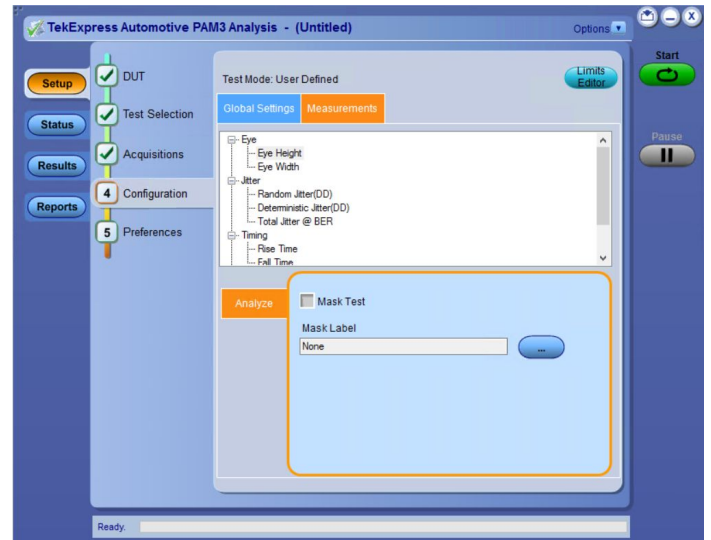 TekExpress Automotive PAM3 Analysis - (Untitled)
Options
Setup
Status
Results
Reports
DUT
Test Selection
Acquisitions
4 Configuration
5 Preferences
Test Mode: User Defined
Limits
Editor
Global Settings Measurements
Eye
Eye Height
Eye Width
Jitter
Random Jitter(DD)
Deterministic Jitter(DD)
Total Jitter @ BER
Timing
Rise Time
Fall Time
Analyze
Mask Test
Mask Label
None
...
Start
Pause
Ready.